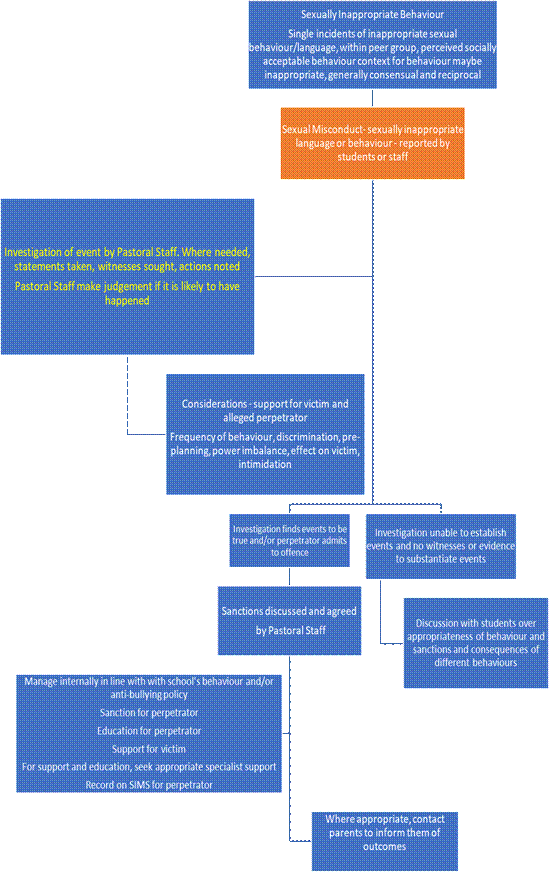 Sexually Inappropriate Behaviour
Single incidents of inappropriate sexual
behaviour/language, within peer group, perceived socially
acceptable behaviour context for behaviour maybe
inappropriate, generally consensual and reciprocal
Sexual Misconduct- sexually inappropriate
language or behaviour - reported by
students or staff
Investigation of event by Pastoral Staff. Where needed,
statements taken, witnesses sought, actions noted
Pastoral Staff make judgement if it is likely to have
happened
Considerations - support for victim and
alleged perpetrator
Frequency of behaviour, discrimination, pre-
planning, power imbalance, effect on victim,
intimidation
Investigation finds events to be
true and/or perpetrator admits
to offence
Investigation unable to establish
events and no witnesses or evidence
to substantiate events
Sanctions discussed and agreed
by Pastoral Staff
Discussion with students over
appropriateness of behaviour and
sanctions and consequences of
different behaviours
Manage internally in line with with school's behaviour and/or
anti-bullying policy
Sanction for perpetrator
Education for perpetrator
Support for victim
For support and education, seek appropriate specialist support
Record on SIMS for perpetrator
Where appropriate, contact
parents to inform them of
outcomes